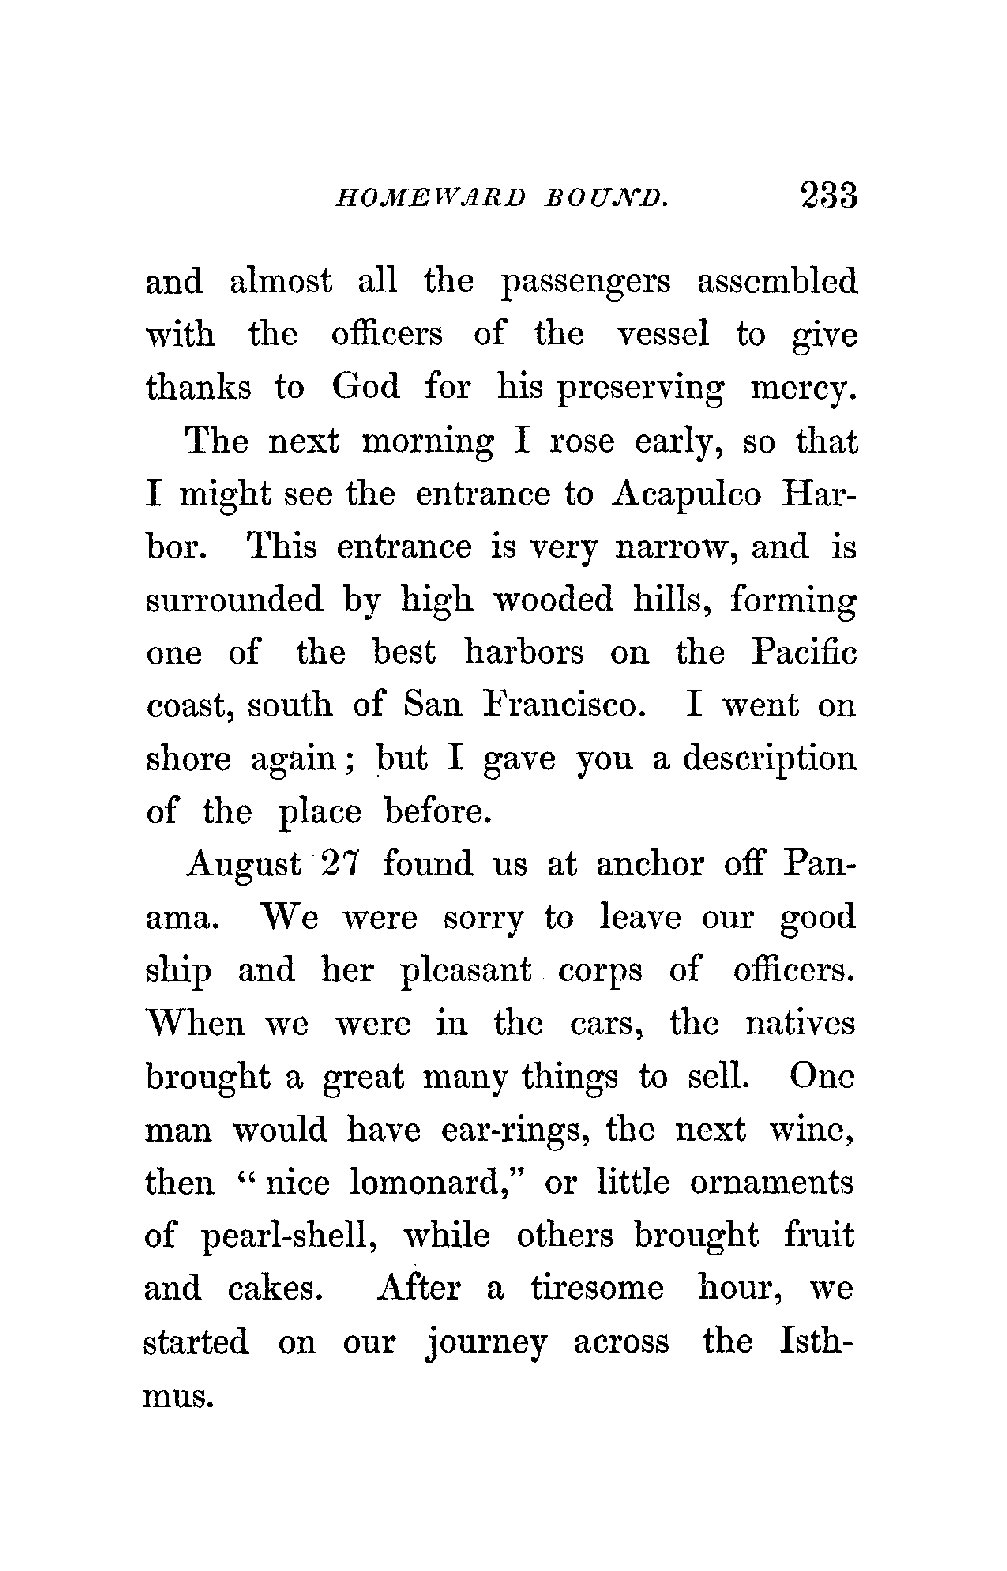 HOMEWARD BOUND. 233
and almost all the passengers assembled
with the officers of the vessel to give
thanks to God for his preserving mercy.
The next morning I rose early, so that
I might see the entrance to Acapulco Har-
bor. This entrance is very narrow, and is
surrounded by high wooded hills, forming
one of the best harbors on the Pacific
coast, south of San Francisco. I went on
shore again; but I gave you a description
of the place before.
August 27 found us at anchor off Pan-
ama. We were sorry to leave our good
ship and her pleasant corps of officers.
When we were in the cars, the natives
brought a great many things to sell. One
man would have ear-rings, the next wine,
then “nice lomonard,” or little ornaments
of pearl-shell, while others brought fruit
and cakes. After a tiresome hour, we
started on our journey across the Isth-
mus.